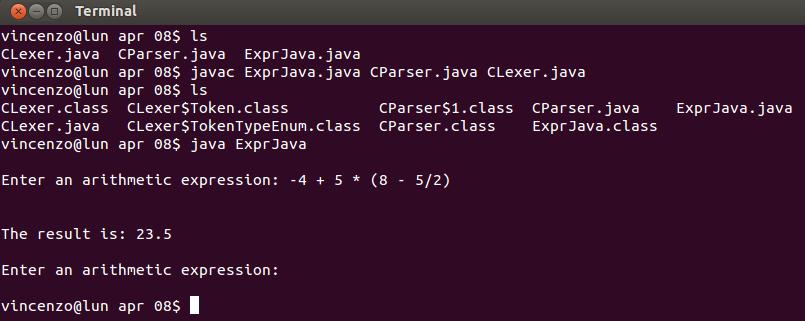 Terminal
vincenzo@lun apr 08$ ls
CLexer.java  CParser.java  ExprJava.java
vincenzo@lun apr 08$ javac ExprJava.java CParser.java CLexer.java
vincenzo@lun apr 08$ ls
CLexer.class  CLexer$Token.class          CParser$1.class  CParser.java    ExprJava.java
CLexer.java   CLexer$TokenTypeEnum.class  CParser.class    ExprJava.class
vincenzo@lun apr 08$ java ExprJava
Enter an arithmetic expression: -4 + 5 * (8 - 5/2)
The result is: 23.5
Enter an arithmetic expression:
vincenzo@lun apr 08$